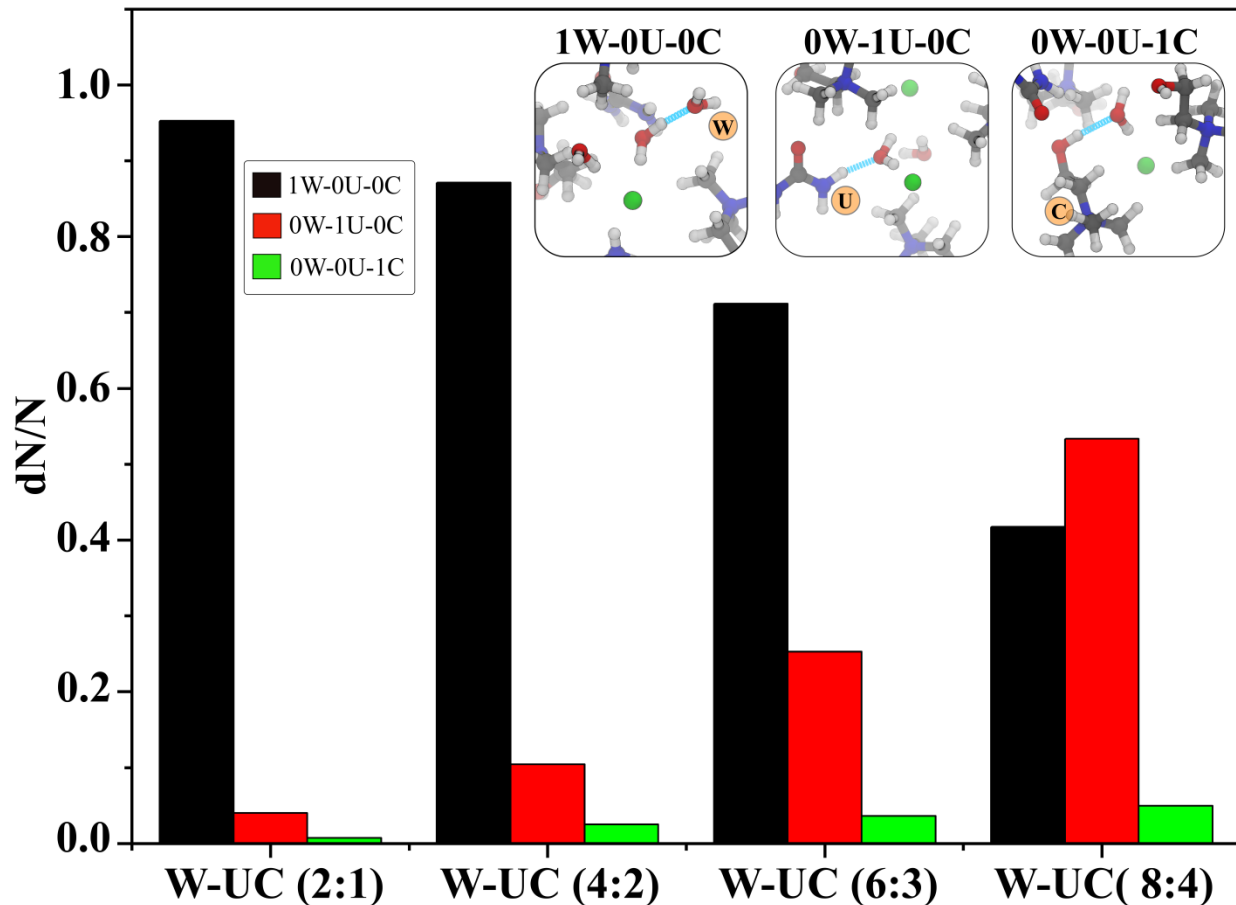 1W-0U-0C 0W-1U-0C 0W-0U-1C
W
U
C
1W-0U-0C
0W-1U-0C
0W-0U-1C
dN/N
1.0
0.8
0.6
0.4
0.2
0.0
W-UC (2:1) W-UC (4:2) W-UC (6:3) W-UC( 8:4)